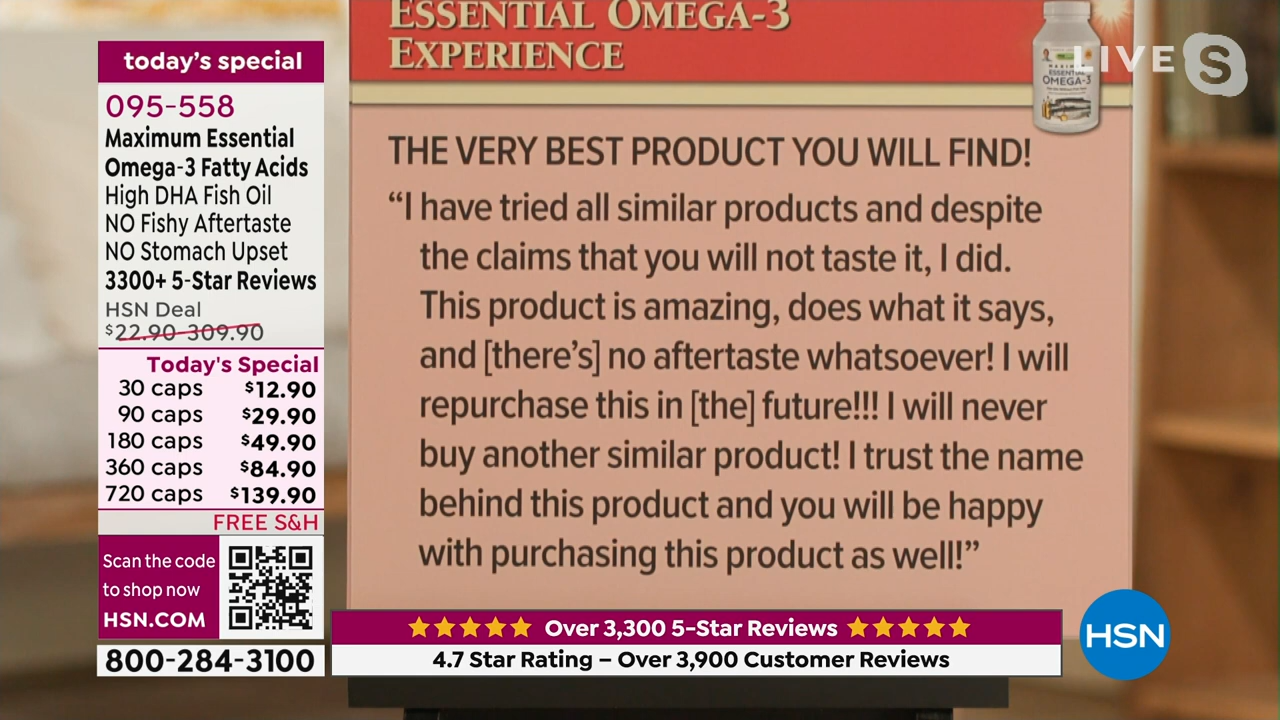 today's special
095-558
Maximum Essential
Omega-3 Fatty Acids
High DHA Fish Oil
NO Fishy Aftaste
NO Stomach Upset
3300+ 5-Star Reviews
HSN Deal
$22.90-309.90
Today's Special
30 caps $12.90
90 caps $29.90
180 caps $49.90
360 caps $84.90
720 caps $139.90
FREE S&H
Scan the code
to shop now
HSN.COM
800-284-3100
ESSENTIAL OMEGA-3
EXPERIENCE
ESSENTIAL
OMEGA-3
LIVE S
THE VERY BEST PRODUCT YOU WILL FIND!
“I have tried all similar products and despite
the claims that you will not taste it, I did.
This product is amazing, does what it says,
and [there’s] no aftertaste whatsoever! I will
repurchase this in [the] future!!! I will never
buy another similar product! I trust the name
behind this product and you will be happy
with purchasing this product as well!”
Over 3,300 5-Star Reviews
4.7 Star Rating – Over 3,900 Customer Reviews
HSN